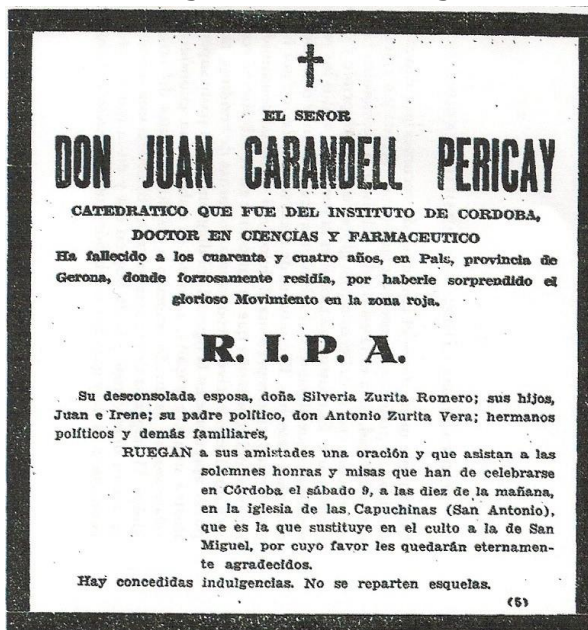 EL SEÑOR
DON JUAN CARANDELL PERICAY
CATEDRATICO QUE FUE DEL INSTITUTO DE CORDOBA,
DOCTOR EN CIENCIAS Y FARMACEUTICO
Ha fallecido a los cuarenta y cuatro años, en Pals, provincia de
Gerona, donde forzosamente residía, por haberle sorprendido el
glorioso Movimiento en la zona roja.
R. I. P. A.
Su desconsolada esposa, doña Silveria Zurita Romero; sus hijos,
Juan e Irene; su padre político, don Antonio Zurita Vera; hermanos
políticos y demás familiares,
RUEGAN a sus amistades una oración y que asistan a las
solemnes honras y misas que han de celebrarse
en Córdoba el sábado 9, a las diez de la mañana,
en la iglesia de las Capuchinas (San Antonio),
que es la que sustituye en el culto a la de San
Miguel, por cuyo favor les quedarán eternamen-
te agradecidos.
Hay concedidas indulgencias. No se reparten esquelas.
(5)